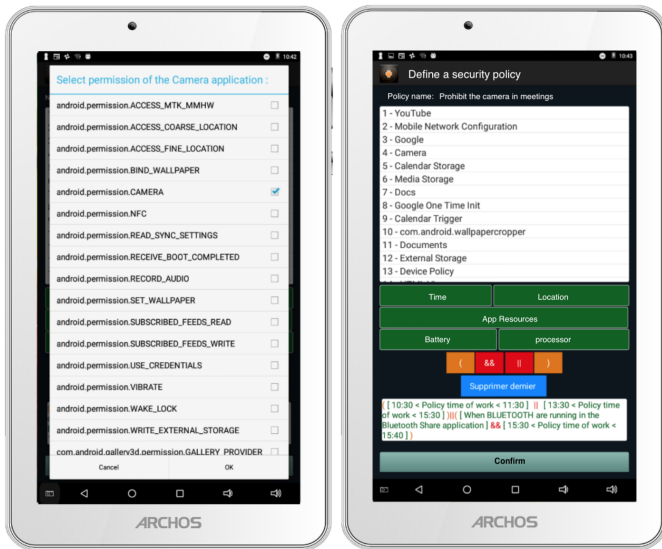 10:42
Select permission of the Camera application :
android.permission.ACCESS_MTK_MMHW
android.permission.ACCESS_COARSE_LOCATION
android.permission.ACCESS_FINE_LOCATION
android.permission.BIND_WALLPAPER
android.permission.CAMERA
android.permission.NFC
android.permission.READ_SYNC_SETTINGS
android.permission.RECEIVE_BOOT_COMPLETED
android.permission.RECORD_AUDIO
android.permission.SET_WALLPAPER
android.permission.SUBSCRIBED_FEEDS_READ
android.permission.SUBSCRIBED_FEEDS_WRITE
android.permission.USE_CREDENTIALS
android.permission.VIBRATE
android.permission.WAKE_LOCK
android.permission.WRITE_EXTERNAL_STORAGE
com.android.gallery3d.permission.GALLERY_PROVIDER
Cancel OK
ARCHOS
10:43
Define a security policy
Policy name: Prohibit the camera in meetings
1 - YouTube
2 - Mobile Network Configuration
3 - Google
4 - Camera
5 - Calendar Storage
6 - Media Storage
7 - Docs
8 - Google One Time Init
9 - Calendar Trigger
10 - com.android.wallpapercropper
11 - Documents
12 - External Storage
13 - Device Policy
Time Location
App Resources
Battery processor
( && || )
Supprimer dernier
( [ 10:30 < Policy time of work < 11:30 ] || [ 13:30 < Policy time
of work < 15:30 ] )||( [ When BLUETOOTH are running in the
Bluetooth Share application ] && [ 15:30 < Policy time of work <
15:40 ] )
Confirm
ARCHOS